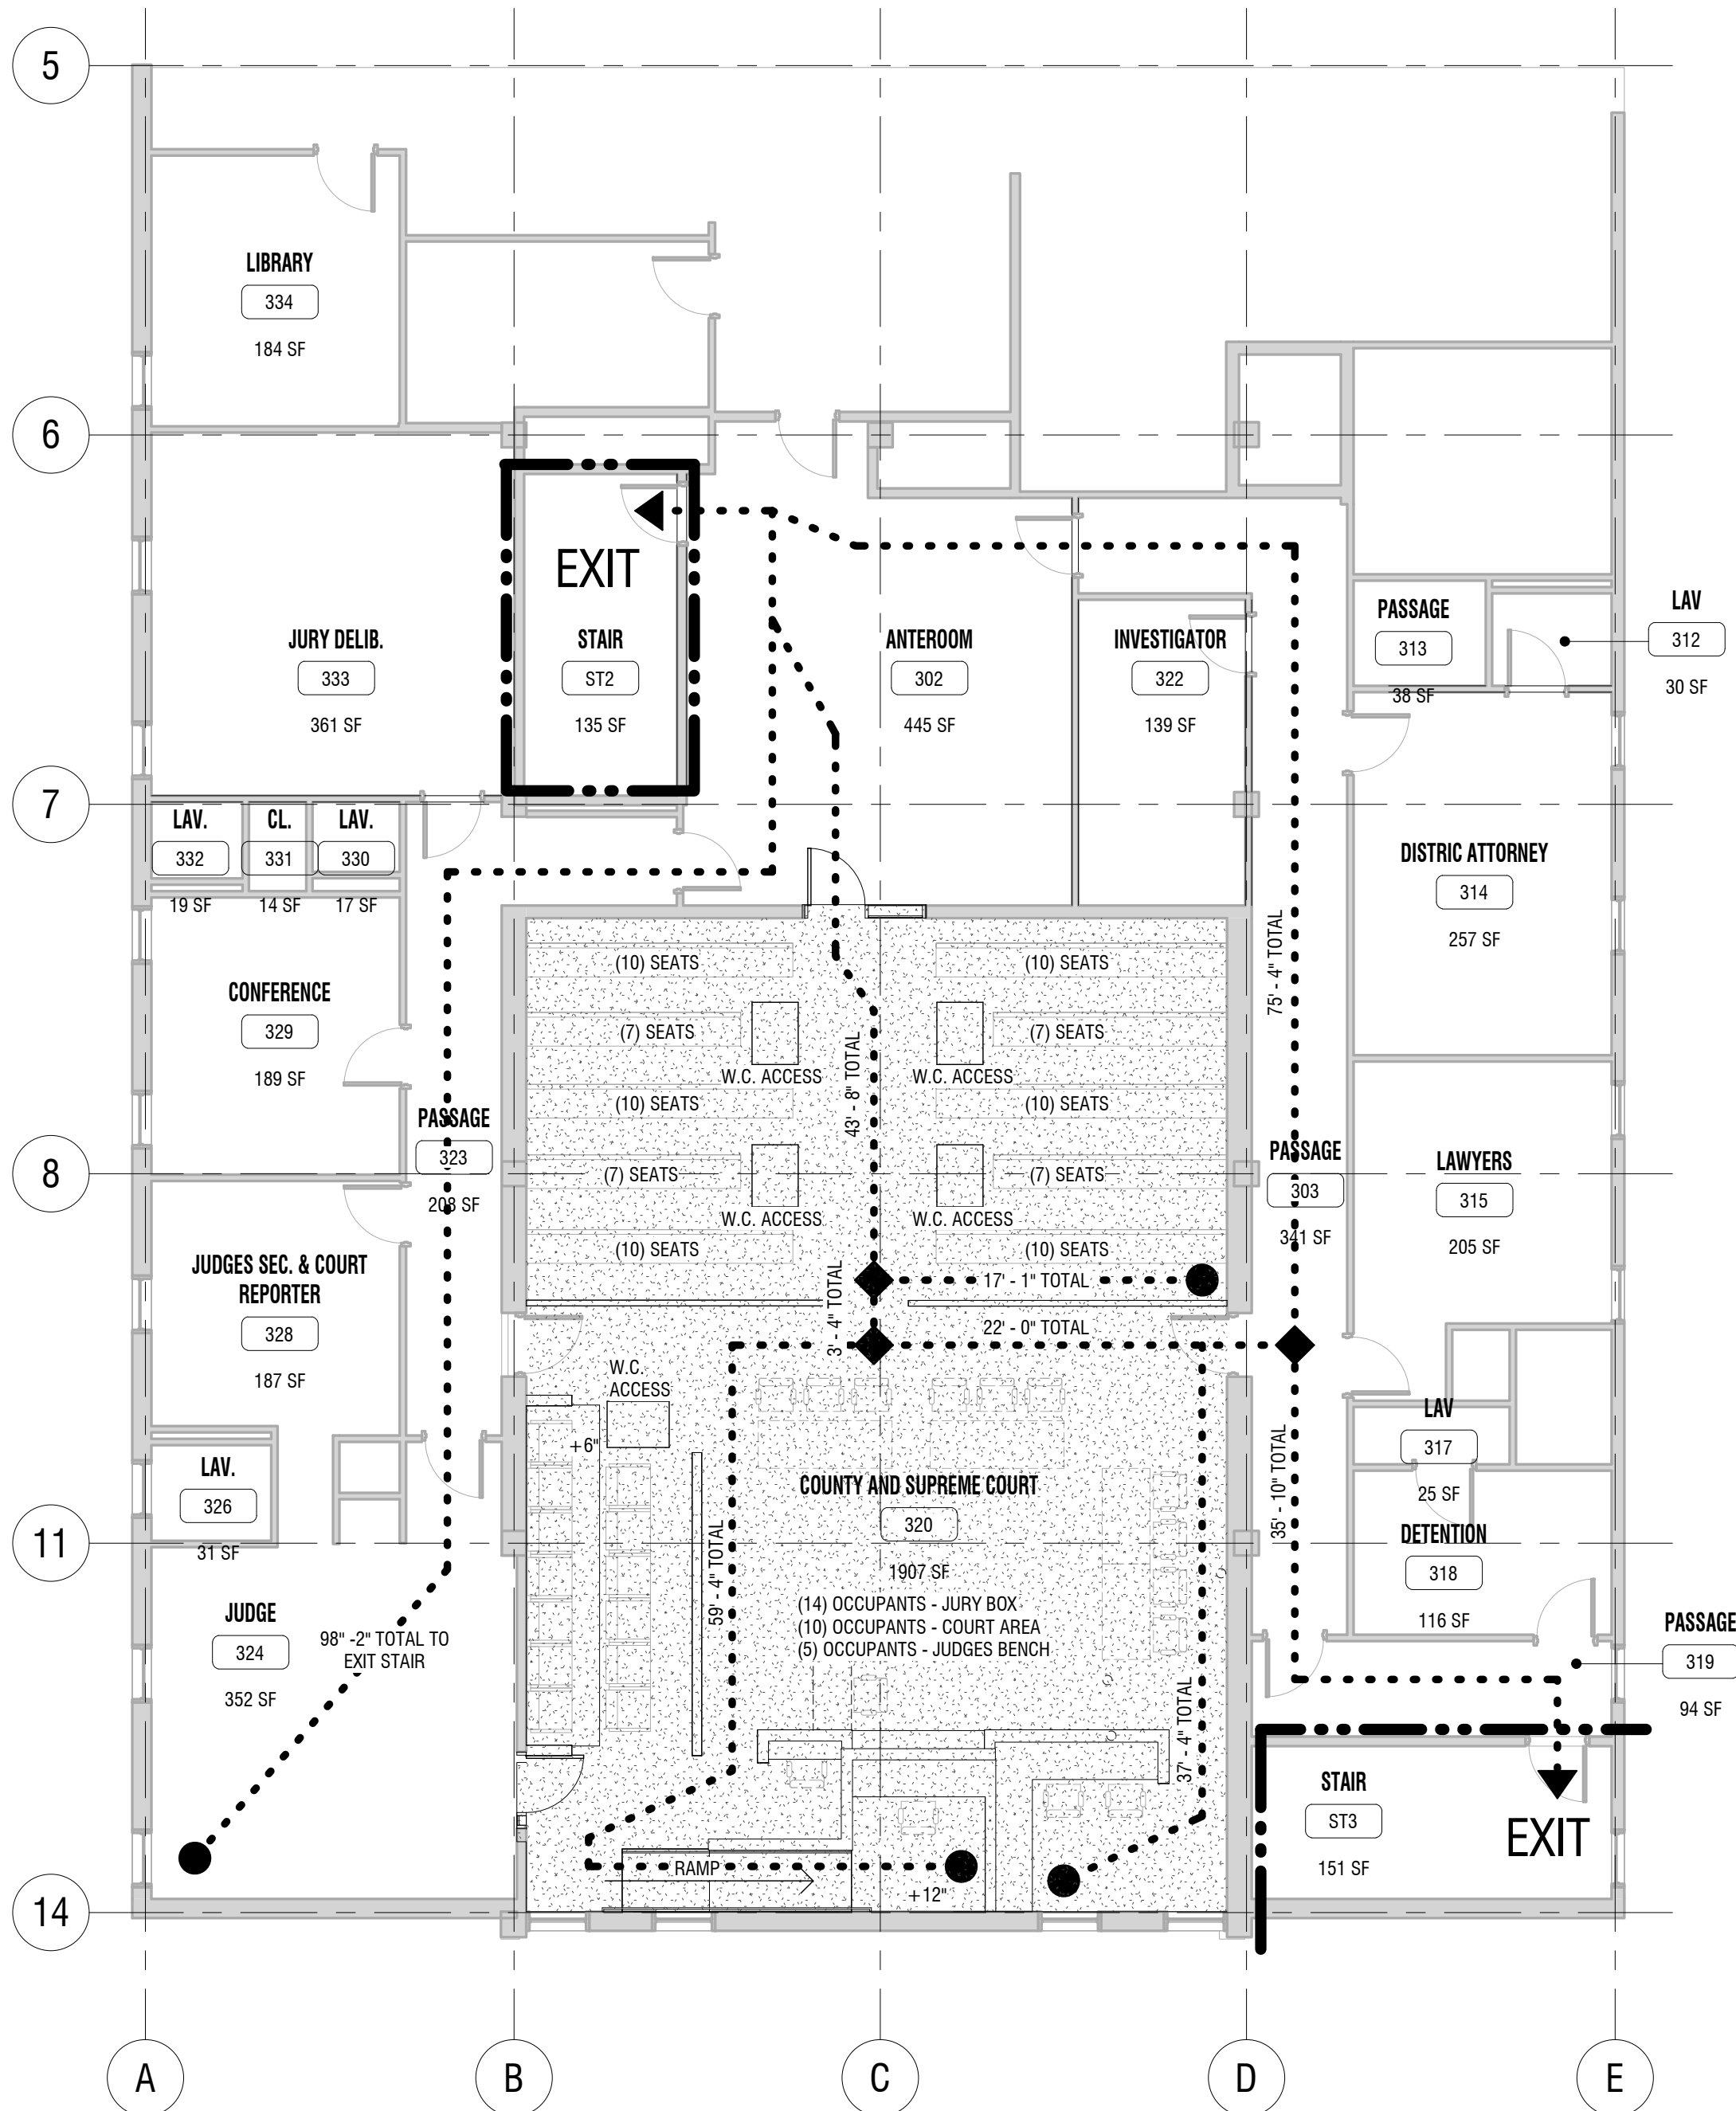 5
LIBRARY
334
184 SF
6
EXIT
JURY DELIB.
333
361 SF
STAIR
ST2
135 SF
ANTEROOM
302
445 SF
INVESTIGATOR
322
139 SF
PASSAGE
313
38 SF
LAV
312
30 SF
7
LAV.
332
19 SF
CL.
331
14 SF
LAV.
330
17 SF
DISTRIC ATTORNEY
314
257 SF
75' - 4" TOTAL
CONFERENCE
329
189 SF
(10) SEATS
(10) SEATS
(7) SEATS
(7) SEATS
W.C. ACCESS
W.C. ACCESS
43' - 8" TOTAL
(10) SEATS
(10) SEATS
PASSAGE
323
208 SF
8
(7) SEATS
(7) SEATS
W.C. ACCESS
W.C. ACCESS
(10) SEATS
(10) SEATS
PASSAGE
303
341 SF
LAWYERS
315
205 SF
JUDGES SEC. & COURT
REPORTER
328
187 SF
17' - 1" TOTAL
3' - 4" TOTAL
22' - 0" TOTAL
W.C.
ACCESS
+6"
LAV.
326
31 SF
COUNTY AND SUPREME COURT
320
1907 SF
(14) OCCUPANTS - JURY BOX
(10) OCCUPANTS - COURT AREA
(5) OCCUPANTS - JUDGES BENCH
59' - 4" TOTAL
35' - 10" TOTAL
LAV
317
25 SF
11
DETENTION
318
116 SF
JUDGE
324
352 SF
98" -2" TOTAL TO
EXIT STAIR
37' - 4" TOTAL
PASSAGE
319
94 SF
STAIR
ST3
151 SF
EXIT
RAMP
+12"
14
A
B
C
D
E